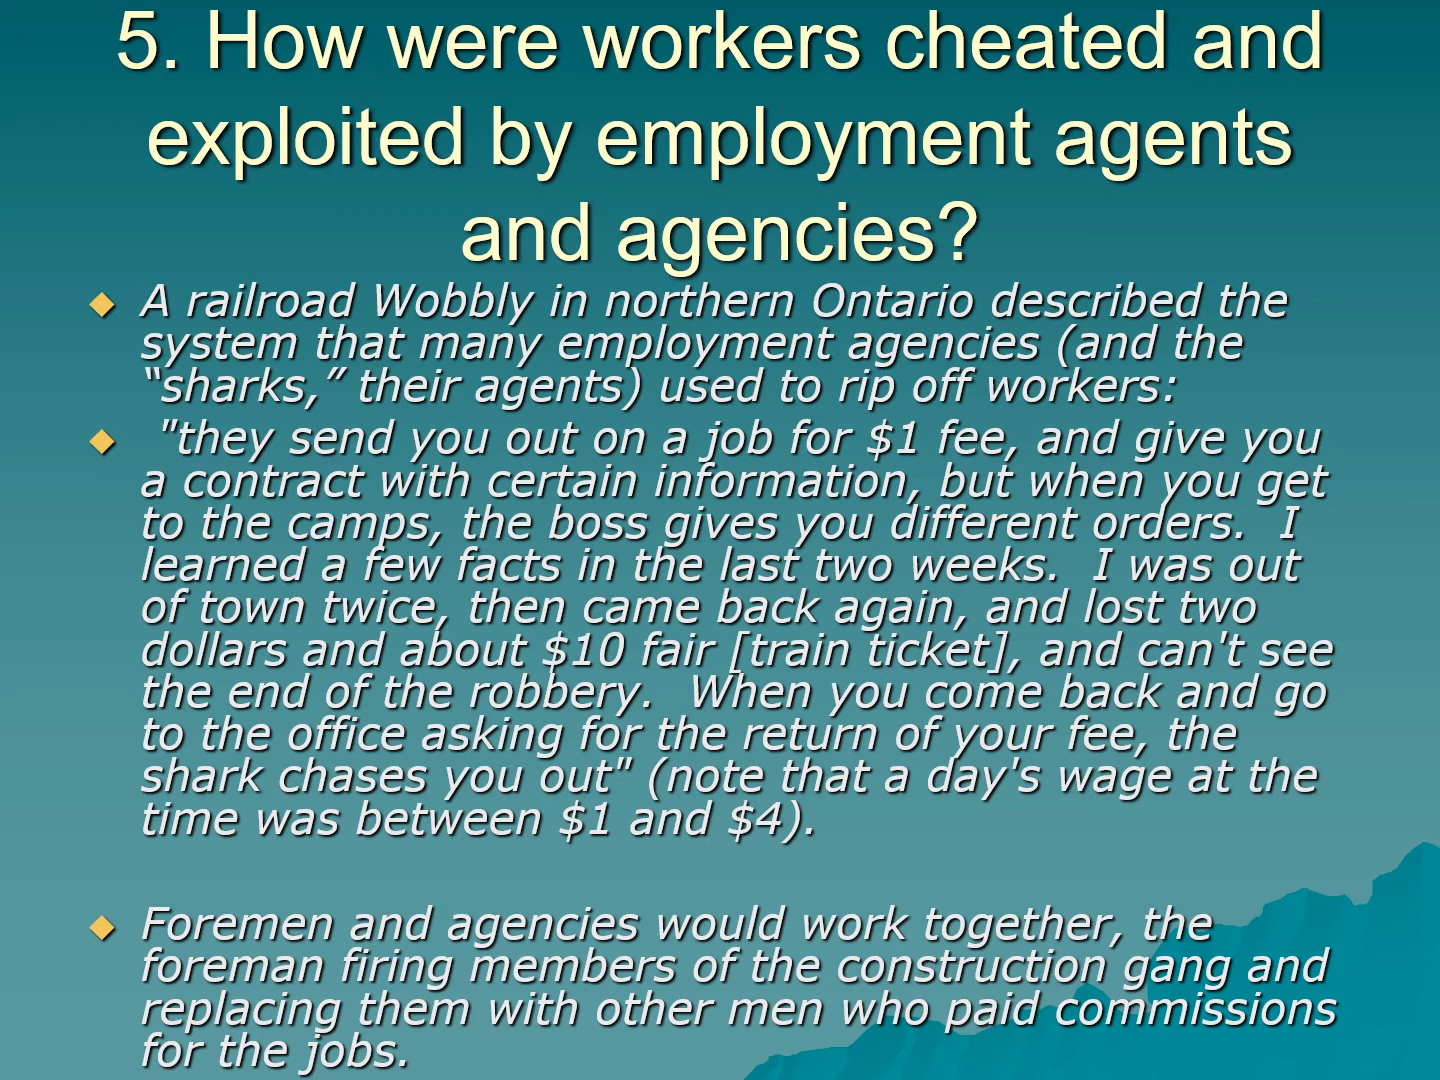 5. How were workers cheated and
exploited by employment agents
and agencies?
A railroad Wobbly in northern Ontario described the
system that many employment agencies (and the
“sharks,” their agents) used to rip off workers:
"they send you out on a job for $1 fee, and give you
a contract with certain information, but when you get
to the camps, the boss gives you different orders.  I
learned a few facts in the last two weeks.  I was out
of town twice, then came back again, and lost two
dollars and about $10 fair [train ticket], and can't see
the end of the robbery.  When you come back and go
to the office asking for the return of your fee, the
shark chases you out" (note that a day's wage at the
time was between $1 and $4).
Foremen and agencies would work together, the
foreman firing members of the construction gang and
replacing them with other men who paid commissions
for the jobs.